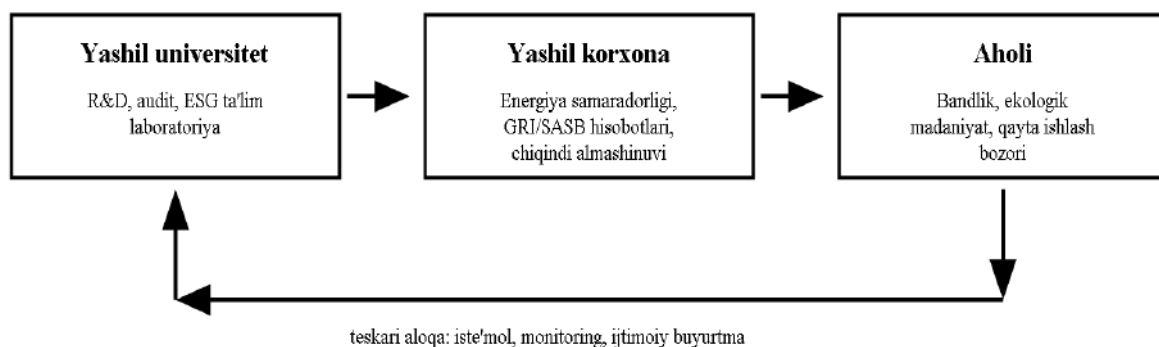 Yashil universitet
R&D, audit, ESG ta'lim
laboratoriya
Yashil korxona
Energiya samaradorligi,
GRI/SASB hisobotlari,
chiqindi almashinuvi
Aholi
Bandlik, ekologik
madaniyat, qayta ishlash
bozori
teskari aloqa: iste'mol, monitoring, ijtimoiy buyurtma